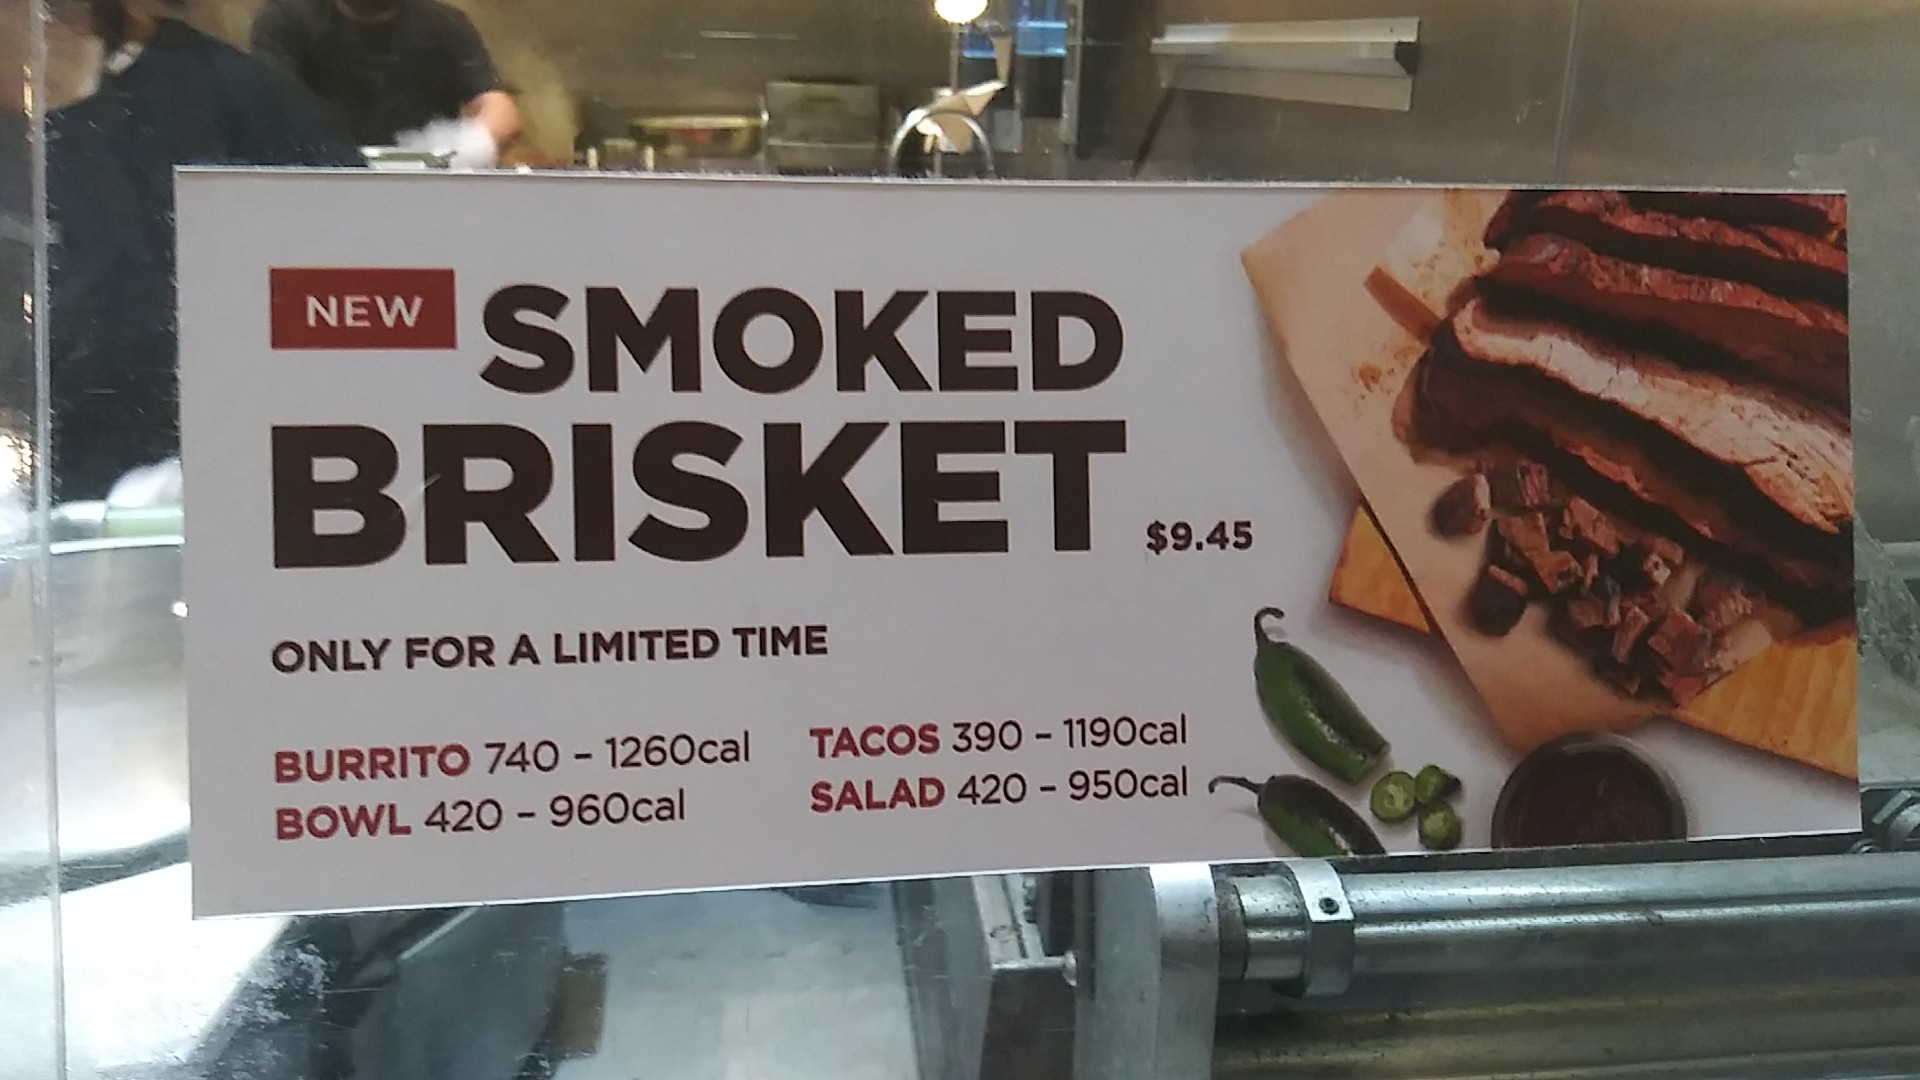 NEW SMOKED
BRISKET $9.45
ONLY FOR A LIMITED TIME
BURRITO 740 – 1260cal
BOWL 420 – 960cal
TACOS 390 – 1190cal
SALAD 420 – 950cal